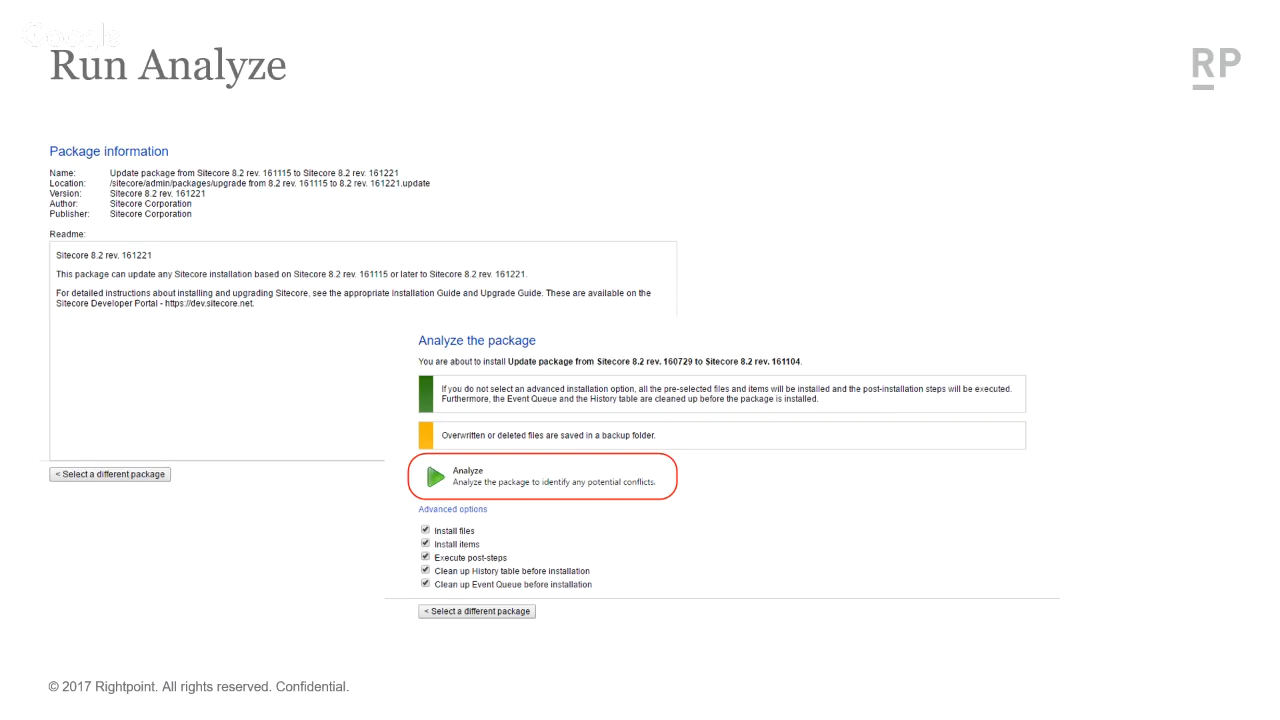 Google
Run Analyze
RP
Package information
Name: Update package from Sitecore 8.2 rev. 161115 to Sitecore 8.2 rev. 161221
Location: /sitecore/admin/packages/upgrade from 8.2 rev. 161115 to 8.2 rev. 161221.update
Version: Sitecore 8.2 rev. 161221
Author: Sitecore Corporation
Publisher: Sitecore Corporation
Readme:
Sitecore 8.2 rev. 161221
This package can update any Sitecore installation based on Sitecore 8.2 rev. 161115 or later to Sitecore 8.2 rev. 161221.
For detailed instructions about installing and upgrading Sitecore, see the appropriate Installation Guide and Upgrade Guide. These are available on the
Sitecore Developer Portal - https://dev.sitecore.net.
< Select a different package
Analyze the package
You are about to install Update package from Sitecore 8.2 rev. 160729 to Sitecore 8.2 rev. 161104.
If you do not select an advanced installation option, all the pre-selected files and items will be installed and the post-installation steps will be executed.
Furthermore, the Event Queue and the History table are cleaned up before the package is installed.
Overwritten or deleted files are saved in a backup folder.
Analyze
Analyze the package to identify any potential conflicts.
Advanced options
Install files
Install items
Execute post-steps
Clean up History table before installation
Clean up Event Queue before installation
< Select a different package
© 2017 Rightpoint. All rights reserved. Confidential.